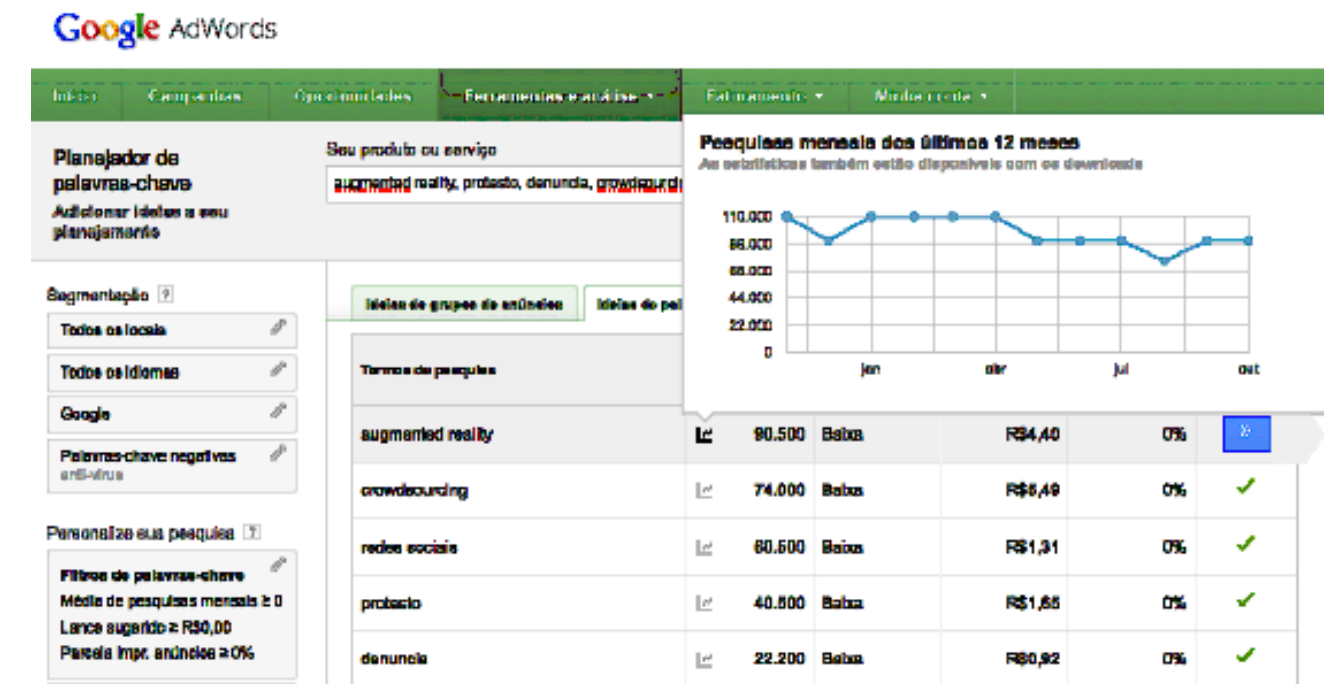 Google AdWords
Início Campanhas Oportunidades Ferramentas e análise Faturamento Minha conta
Planejador de
palavras-chave
Adicionar ideias a seu
planejamento
Seu produto ou serviço
augmented reality, protesto, denuncia, crowdsourci
Pesquisas mensais dos últimos 12 meses
As estatísticas também estão disponíveis com os downloads
110.000
88.000
66.000
44.000
22.000
0
jan abr jul out
Segmentação ?
Todos os locais
Todos os idiomas
Google
Palavras-chave negativas
anti-virus
Personalize sua pesquisa ?
Filtros de palavras-chave
Média de pesquisas mensais ≥ 0
Lance sugerido ≥ R$0,00
Parcela impr. anúncios ≥ 0%
Ideias de grupos de anúncios Ideias de pal
Termos de pesquisa
augmented reality 90.500 Baixa R$4,40 0% »
crowdsourcing 74.000 Baixa R$5,49 0%
redes sociais 60.500 Baixa R$1,31 0%
protesto 40.500 Baixa R$1,65 0%
denuncia 22.200 Baixa R$0,92 0%